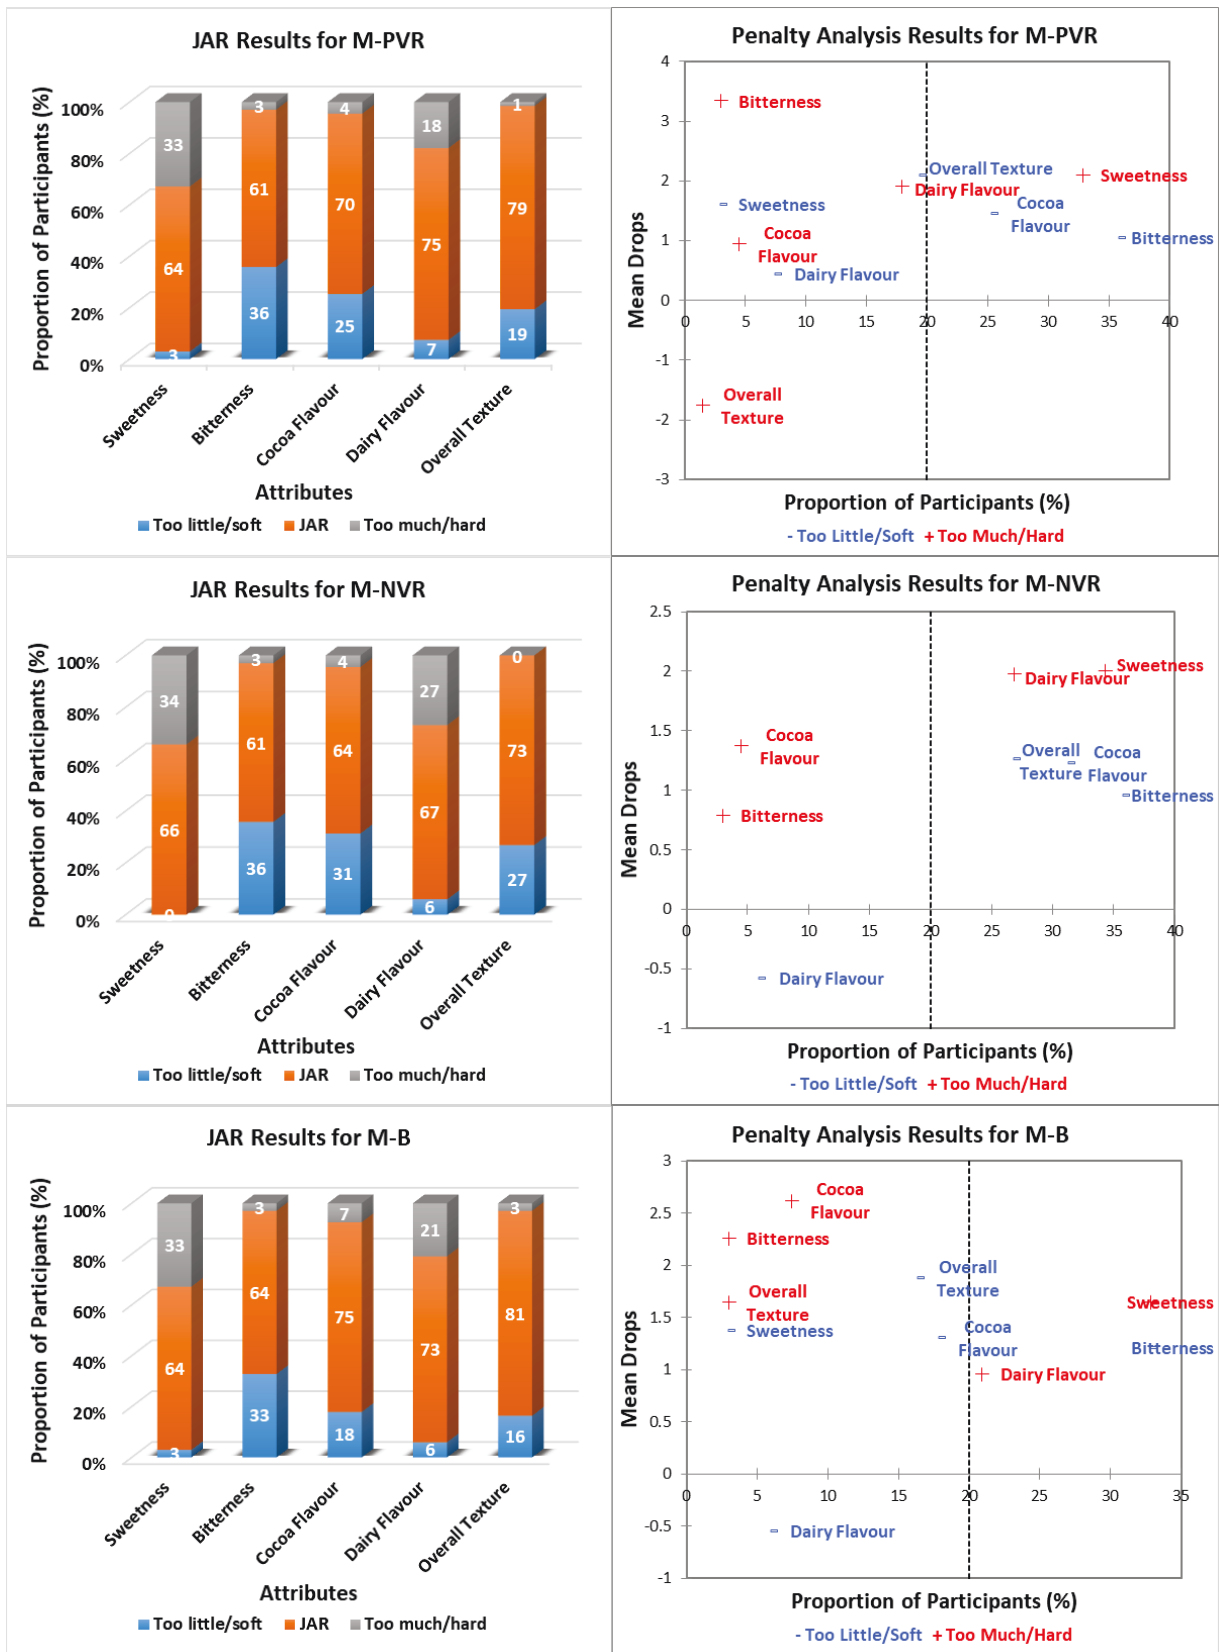 JAR Results for M-PVR
Proportion of Participants (%)
100%
80%
60%
40%
20%
0%
33
64
3
3
61
36
4
70
25
18
75
7
1
79
19
Sweetness
Bitterness
Cocoa Flavour
Dairy Flavour
Overall Texture
Attributes
Too little/soft JAR Too much/hard
Penalty Analysis Results for M-PVR
Mean Drops
4
3
2
1
0
-1
-2
-3
0 5 10 15 20 25 30 35 40
Bitterness
Overall Texture
Sweetness
Dairy Flavour
Sweetness
Cocoa
Flavour
Cocoa
Flavour
Bitterness
Dairy Flavour
Overall
Texture
Proportion of Participants (%)
- Too Little/Soft + Too Much/Hard
JAR Results for M-NVR
Proportion of Participants (%)
100%
80%
60%
40%
20%
0%
34
66
0
3
61
36
4
64
31
27
67
6
0
73
27
Sweetness
Bitterness
Cocoa Flavour
Dairy Flavour
Overall Texture
Attributes
Too little/soft JAR Too much/hard
Penalty Analysis Results for M-NVR
Mean Drops
2.5
2
1.5
1
0.5
0
-0.5
-1
0 5 10 15 20 25 30 35 40
Sweetness
Dairy Flavour
Cocoa
Flavour
Overall
Texture
Cocoa
Flavour
Bitterness
Bitterness
Dairy Flavour
Proportion of Participants (%)
- Too Little/Soft + Too Much/Hard
JAR Results for M-B
Proportion of Participants (%)
100%
80%
60%
40%
20%
0%
33
64
3
3
64
33
7
75
18
21
73
6
3
81
16
Sweetness
Bitterness
Cocoa Flavour
Dairy Flavour
Overall Texture
Attributes
Too little/soft JAR Too much/hard
Penalty Analysis Results for M-B
Mean Drops
3
2.5
2
1.5
1
0.5
0
-0.5
-1
0 5 10 15 20 25 30 35
Cocoa
Flavour
Bitterness
Overall
Texture
Overall
Texture
Sweetness
Sweetness
Cocoa
Flavour
Bitterness
Dairy Flavour
Dairy Flavour
Proportion of Participants (%)
- Too Little/Soft + Too Much/Hard